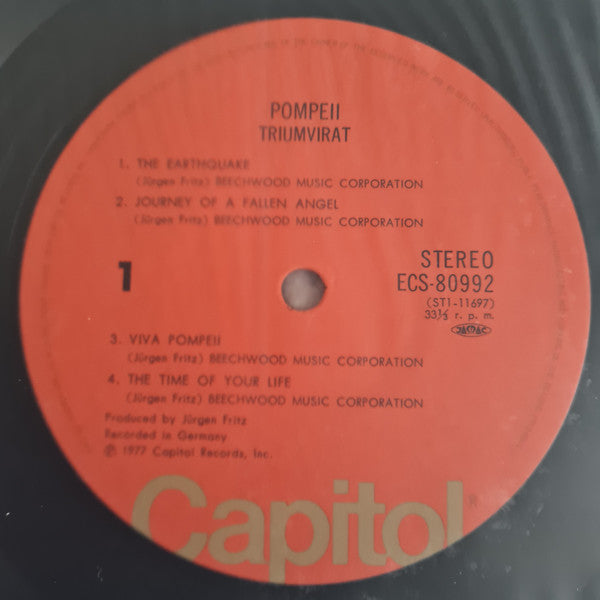 POMPEII
TRIUMVIRAT
1. THE EARTHQUAKE
(Jürgen Fritz) BEECHWOOD MUSIC CORPORATION
2. JOURNEY OF A FALLEN ANGEL
(Jürgen Fritz) BEECHWOOD MUSIC CORPORATION
1
STEREO
ECS-80992
(ST1-11697)
33⅓ r. p. m.
JASRAC
3. VIVA POMPEII
(Jürgen Fritz) BEECHWOOD MUSIC CORPORATION
4. THE TIME OF YOUR LIFE
(Jürgen Fritz) BEECHWOOD MUSIC CORPORATION
Produced by Jürgen Fritz
Recorded in Germany
℗ 1977 Capitol Records, Inc.
Capitol®